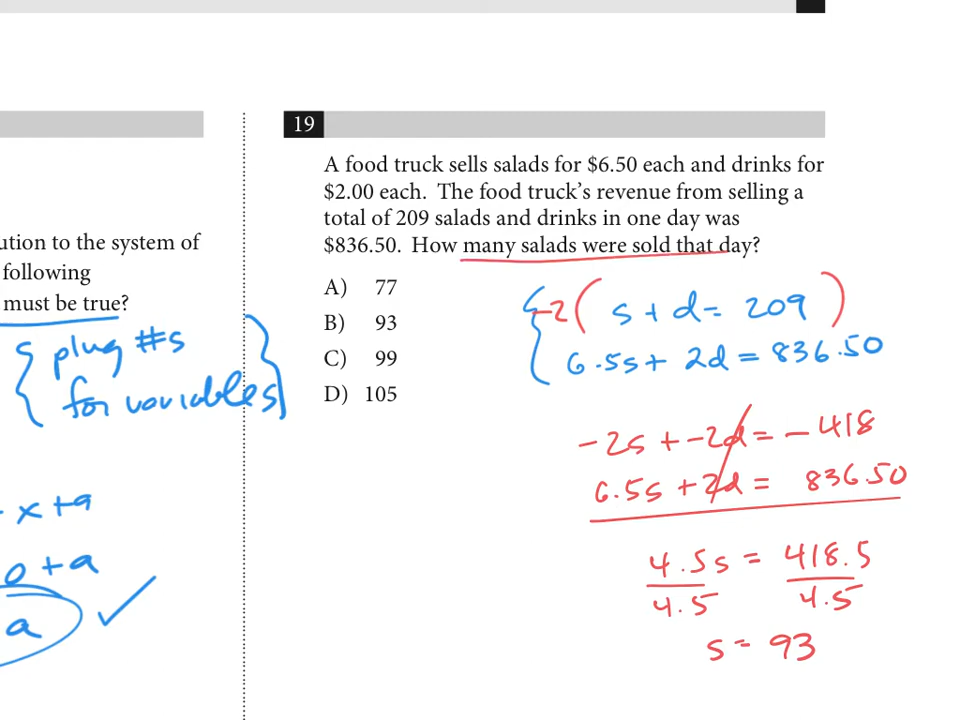 19
A food truck sells salads for $6.50 each and drinks for
$2.00 each. The food truck's revenue from selling a
total of 209 salads and drinks in one day was
$836.50. How many salads were sold that day?
A) 77
B) 93
C) 99
D) 105
-2( s + d = 209 )
6.5s + 2d = 836.50
-2s + -2d = -418
6.5s + 2d = 836.50
4.5s = 418.5
4.5 4.5
s = 93
ution to the system of
following
must be true?
{ plug #s
for variables }
- x + a
0 + a
a ✓